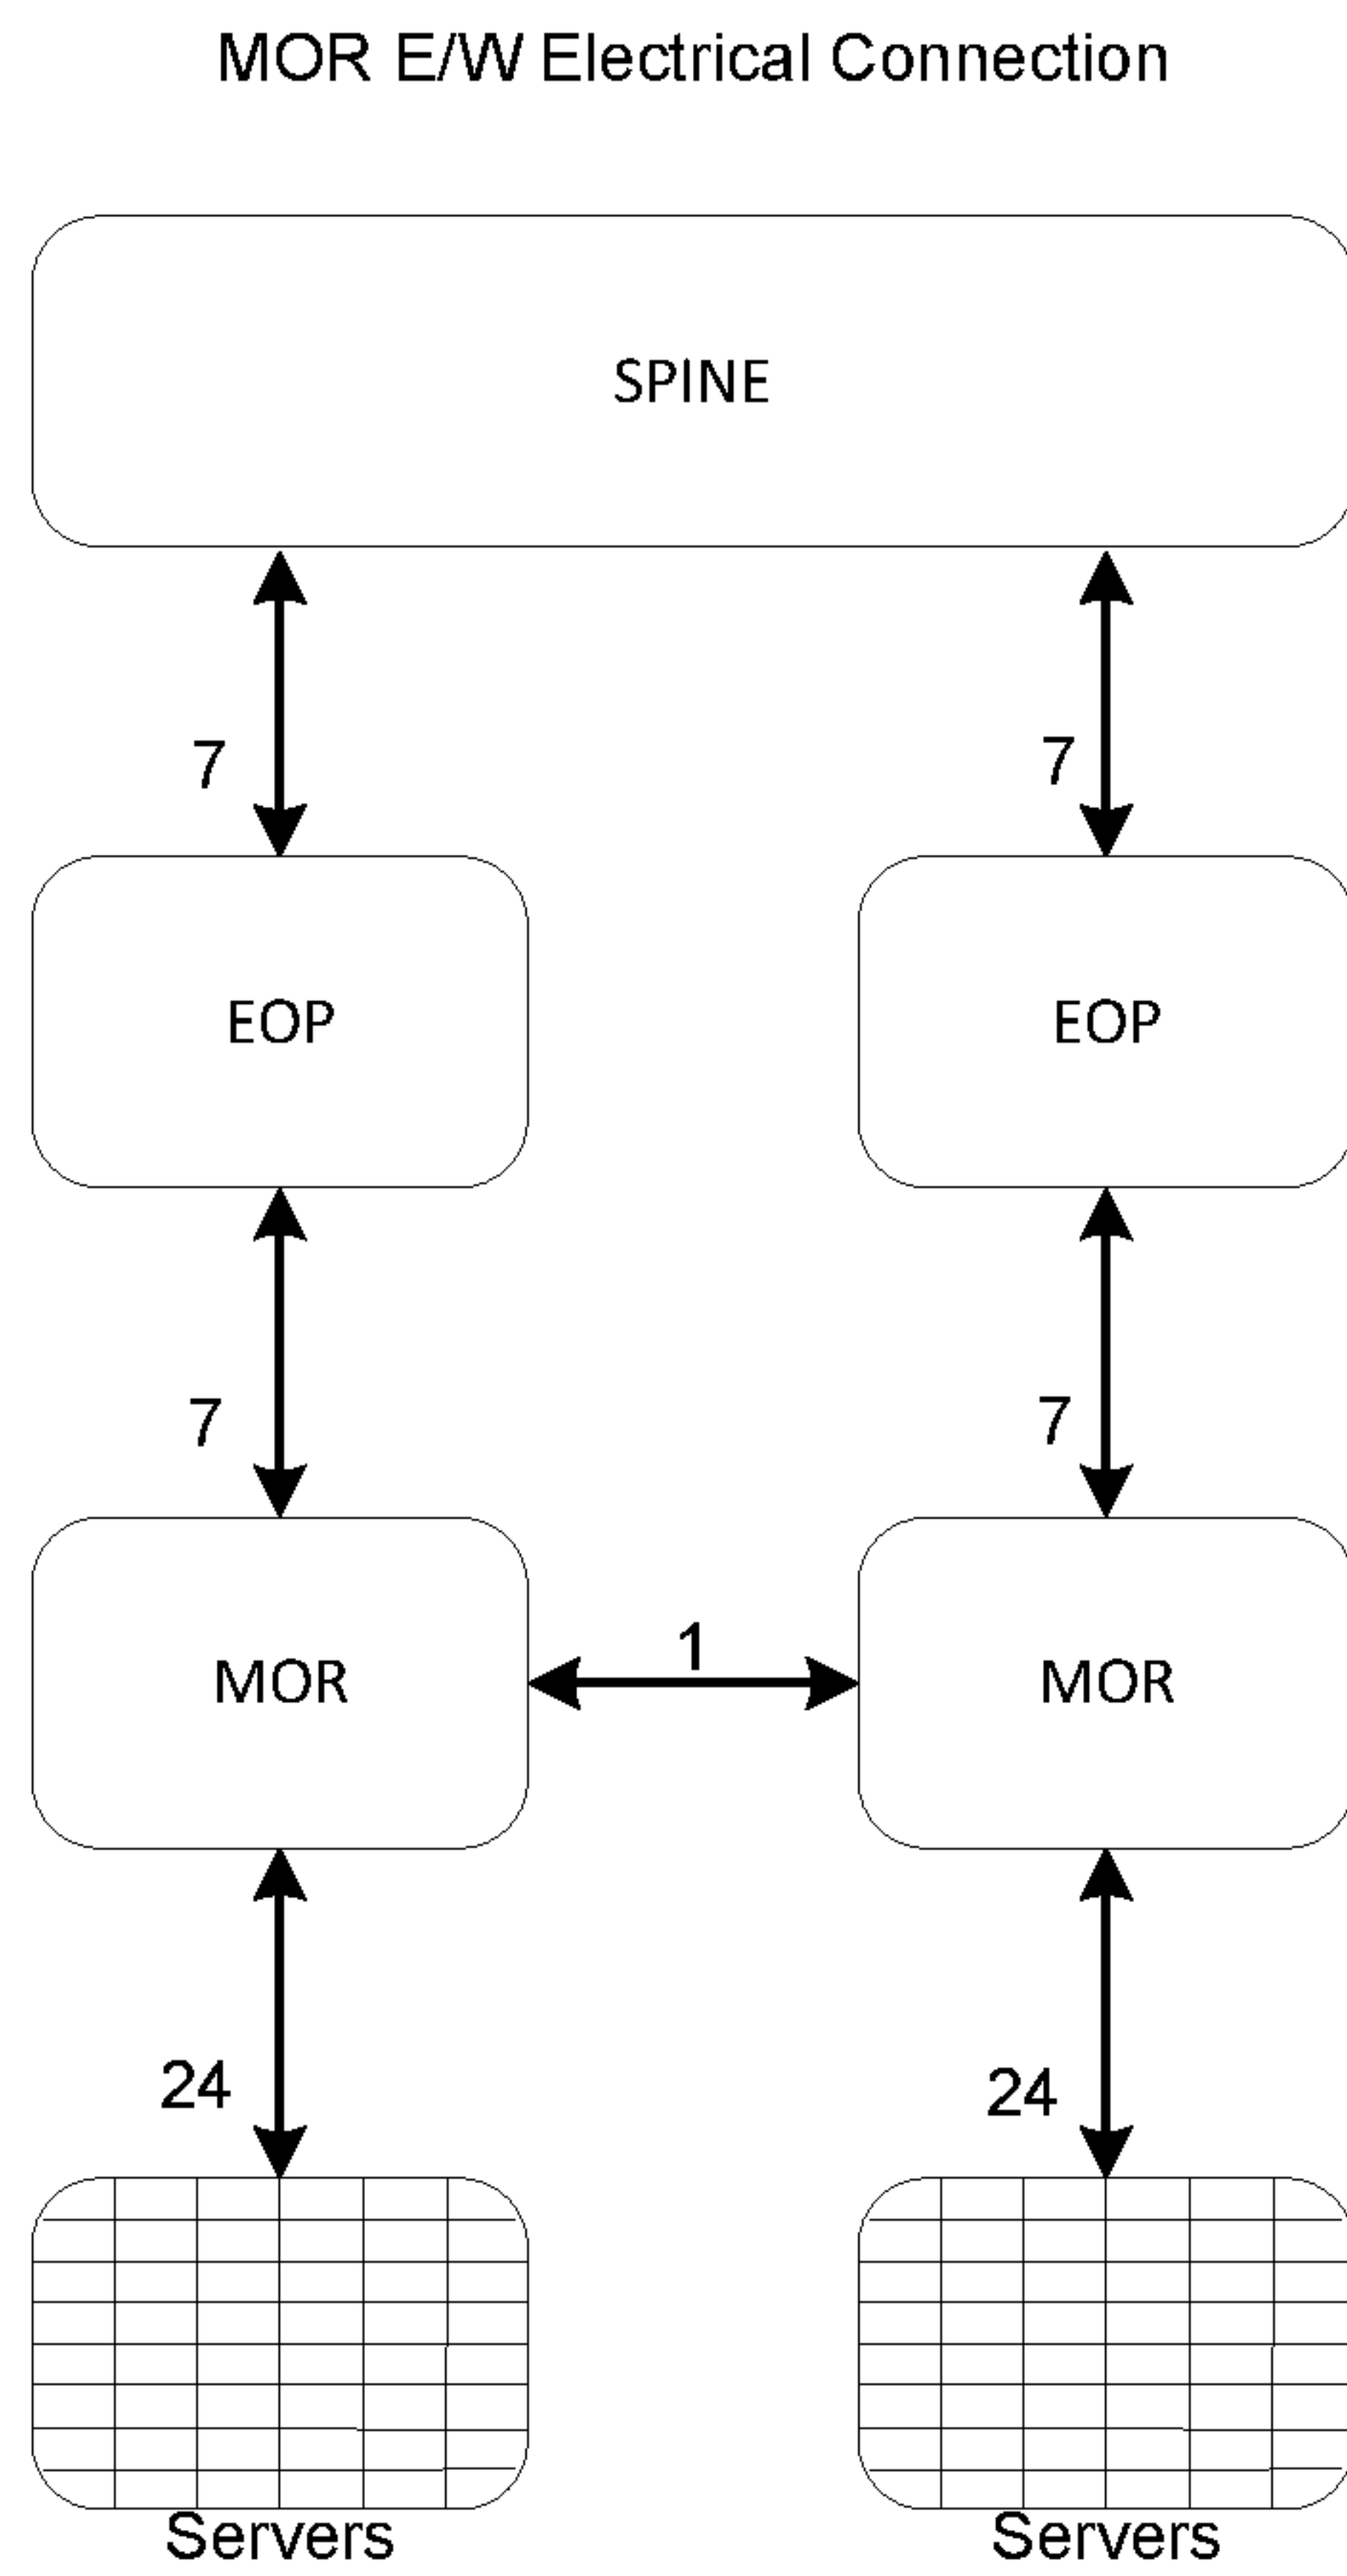 MOR E/W Electrical Connection
SPINE
7
7
EOP
EOP
7
7
MOR
1
MOR
24
24
Servers
Servers